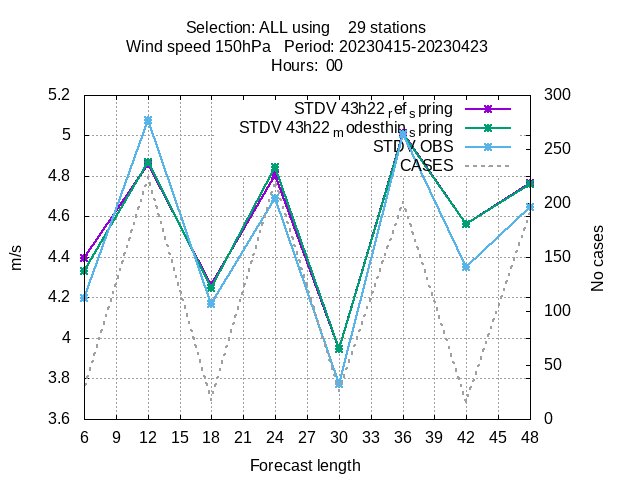 Selection: ALL using    29 stations
Wind speed 150hPa   Period: 20230415-20230423
Hours:  00
STDV 43h22_ref_spring
STDV 43h22_modesthin_spring
STDV OBS
CASES
5.2
5
4.8
4.6
4.4
4.2
4
3.8
3.6
300
250
200
150
100
50
0
m/s
No cases
6 9 12 15 18 21 24 27 30 33 36 39 42 45 48
Forecast length